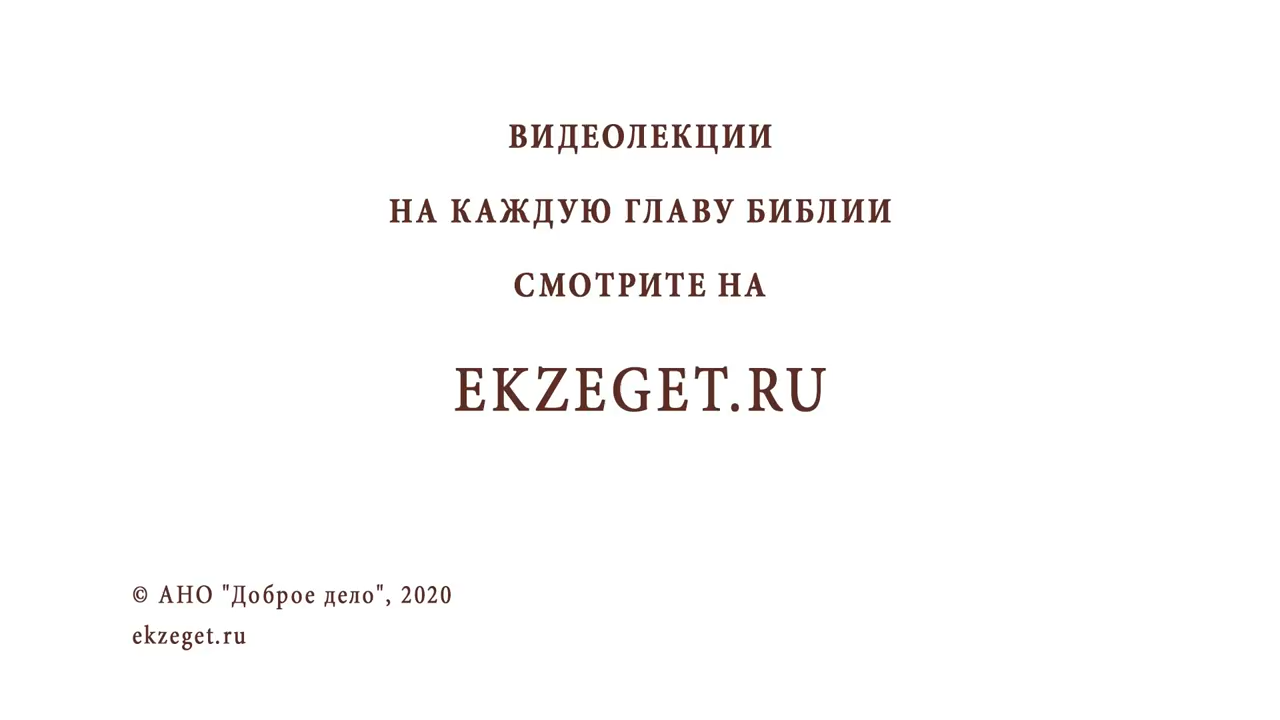 ВИДЕОЛЕКЦИИ
НА КАЖДУЮ ГЛАВУ БИБЛИИ
СМОТРИТЕ НА
EKZEGET.RU
© АНО "Доброе дело", 2020
ekzeget.ru